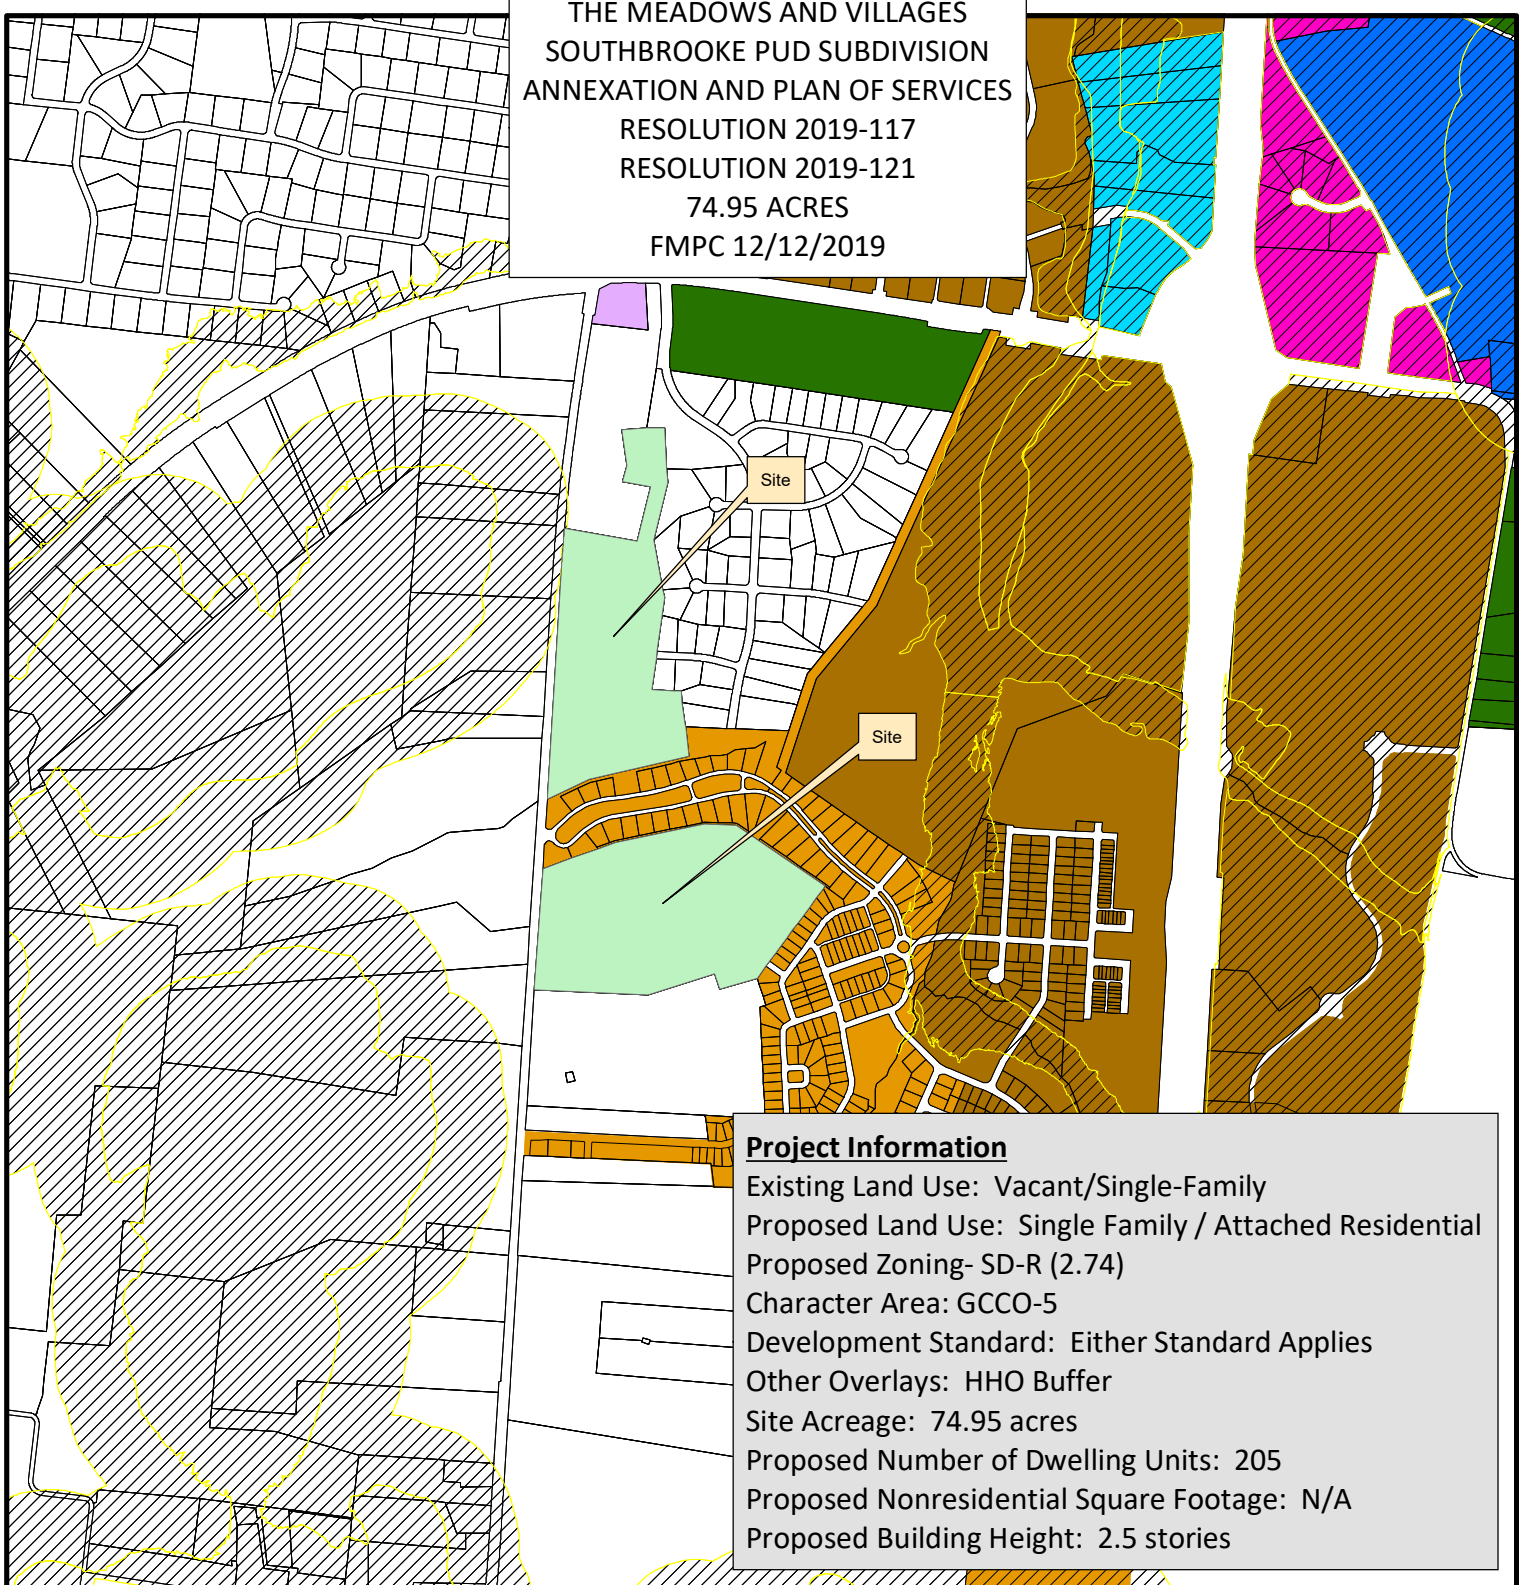 THE MEADOWS AND VILLAGES
SOUTHBROOKE PUD SUBDIVISION
ANNEXATION AND PLAN OF SERVICES
RESOLUTION 2019-117
RESOLUTION 2019-121
74.95 ACRES
FMPC 12/12/2019
Site
Site
Project Information
Existing Land Use: Vacant/Single-Family
Proposed Land Use: Single Family / Attached Residential
Proposed Zoning- SD-R (2.74)
Character Area: GCCO-5
Development Standard: Either Standard Applies
Other Overlays: HHO Buffer
Site Acreage: 74.95 acres
Proposed Number of Dwelling Units: 205
Proposed Nonresidential Square Footage: N/A
Proposed Building Height: 2.5 stories